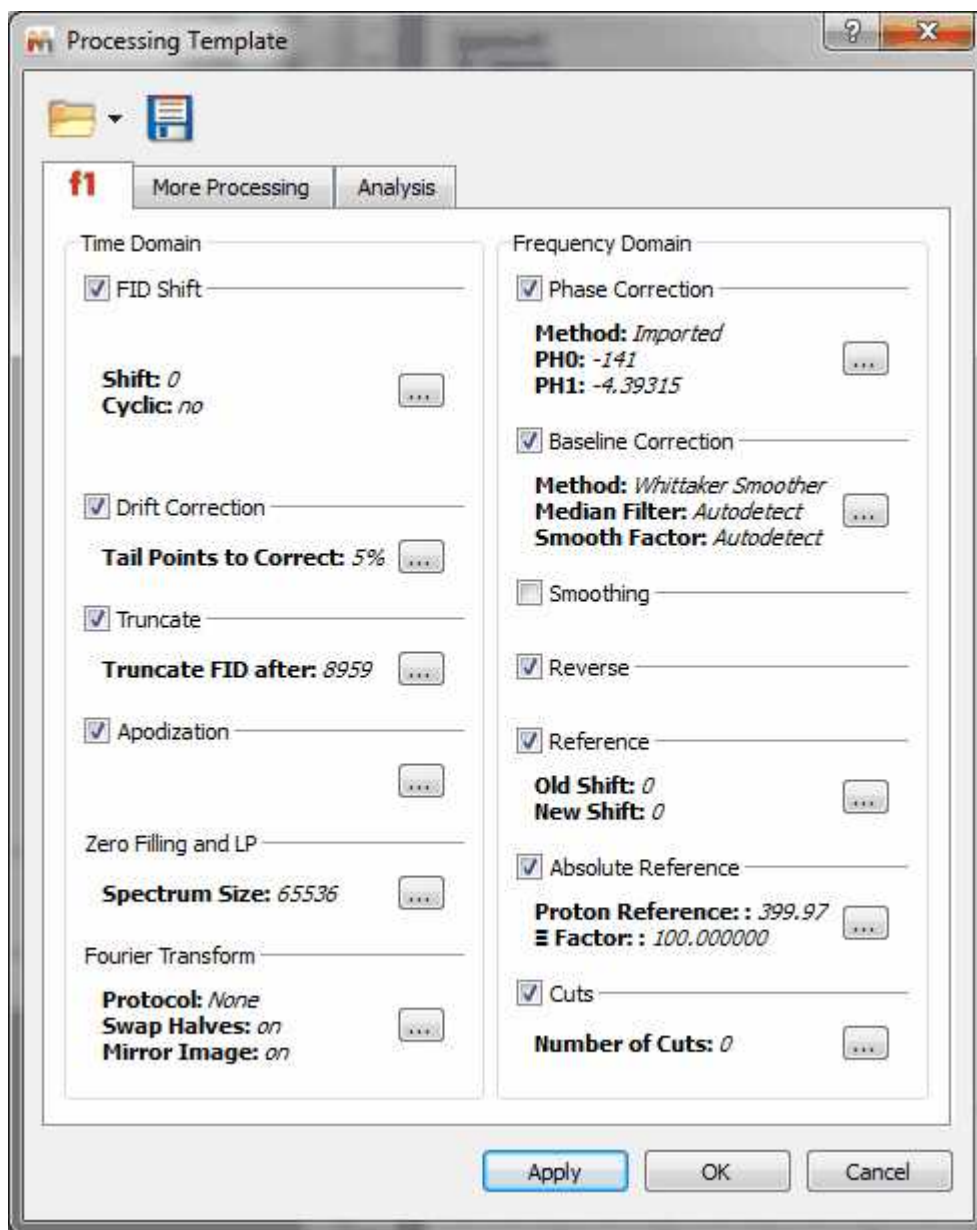 Processing Template
?
f1
More Processing
Analysis
Time Domain
FID Shift
Shift: 0
Cyclic: no
...
Drift Correction
Tail Points to Correct: 5%
...
Truncate
Truncate FID after: 8959
...
Apodization
...
Zero Filling and LP
Spectrum Size: 65536
...
Fourier Transform
Protocol: None
Swap Halves: on
Mirror Image: on
...
Frequency Domain
Phase Correction
Method: Imported
PH0: -141
PH1: -4.39315
...
Baseline Correction
Method: Whittaker Smoother
Median Filter: Autodetect
Smooth Factor: Autodetect
...
Smoothing
Reverse
Reference
Old Shift: 0
New Shift: 0
...
Absolute Reference
Proton Reference: : 399.97
Ξ Factor: : 100.000000
...
Cuts
Number of Cuts: 0
...
Apply
OK
Cancel